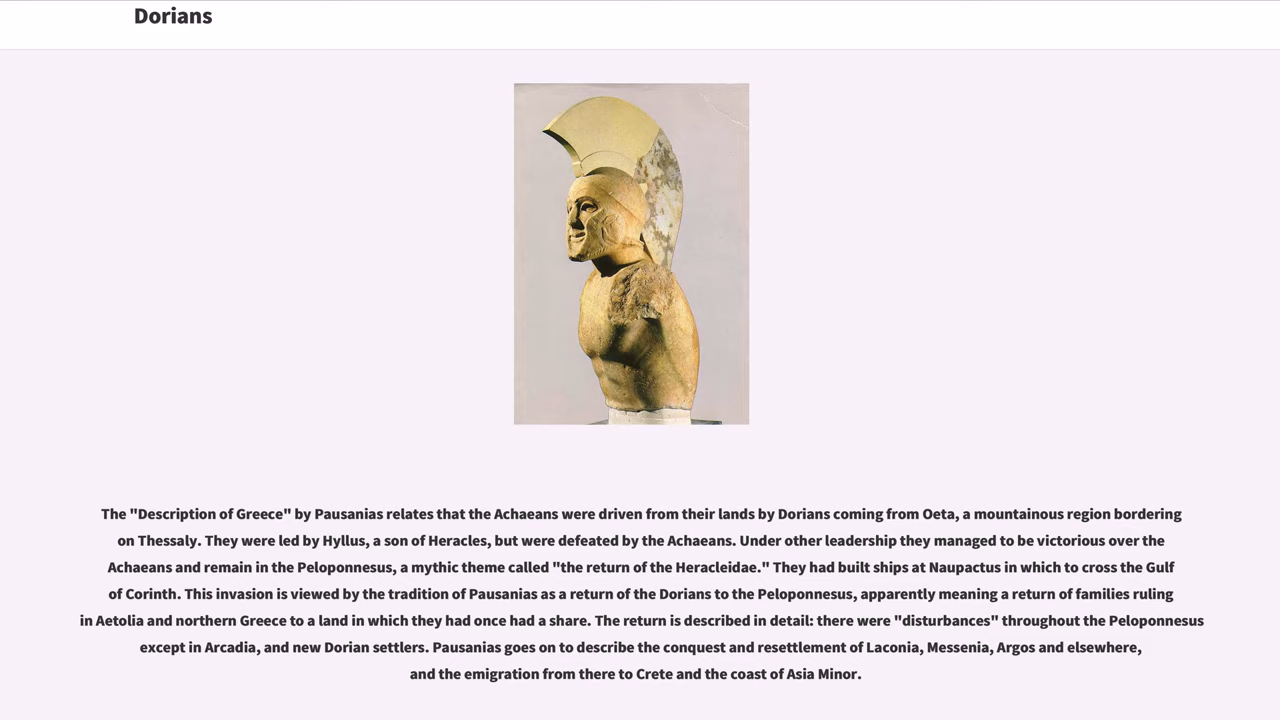 Dorians
The "Description of Greece" by Pausanias relates that the Achaeans were driven from their lands by Dorians coming from Oeta, a mountainous region bordering
on Thessaly. They were led by Hyllus, a son of Heracles, but were defeated by the Achaeans. Under other leadership they managed to be victorious over the
Achaeans and remain in the Peloponnesus, a mythic theme called "the return of the Heracleidae." They had built ships at Naupactus in which to cross the Gulf
of Corinth. This invasion is viewed by the tradition of Pausanias as a return of the Dorians to the Peloponnesus, apparently meaning a return of families ruling
in Aetolia and northern Greece to a land in which they had once had a share. The return is described in detail: there were "disturbances" throughout the Peloponnesus
except in Arcadia, and new Dorian settlers. Pausanias goes on to describe the conquest and resettlement of Laconia, Messenia, Argos and elsewhere,
and the emigration from there to Crete and the coast of Asia Minor.